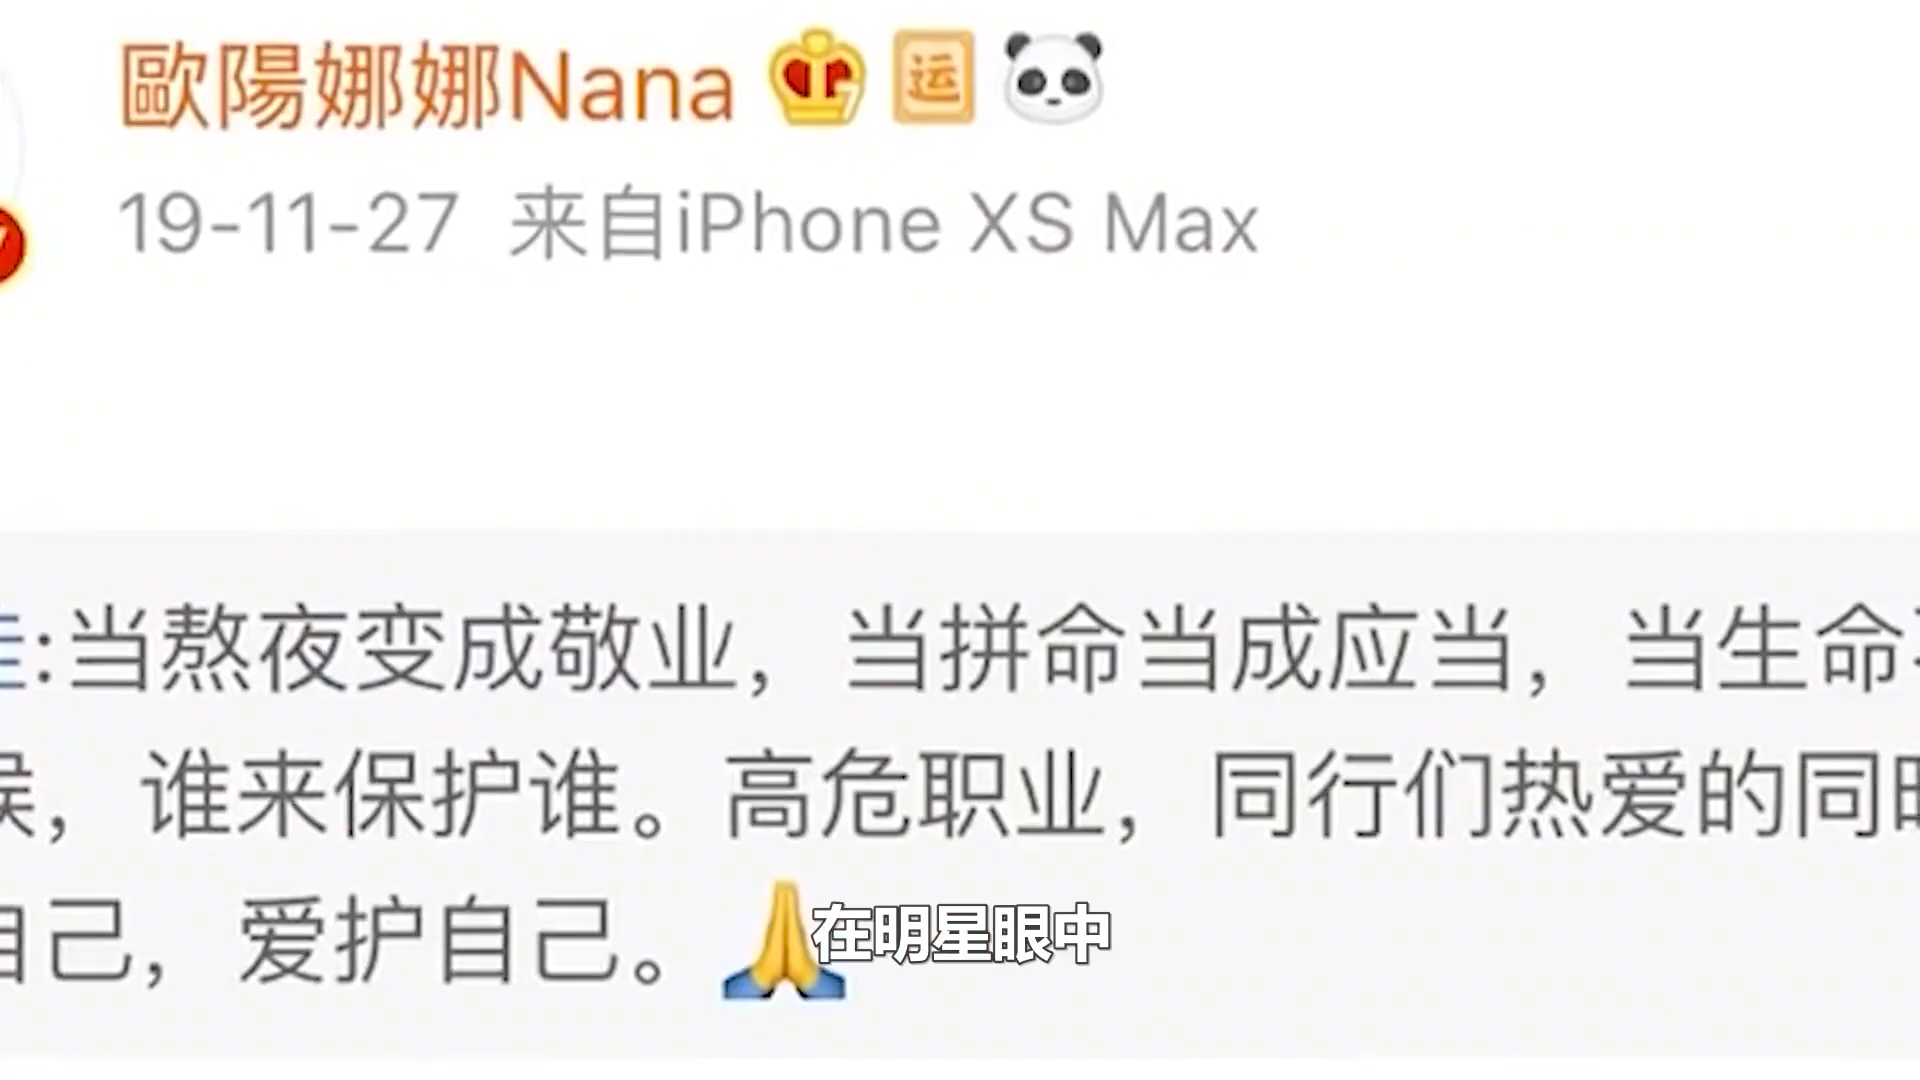 歐陽娜娜Nana 运
19-11-27 来自iPhone XS Max
:当熬夜变成敬业，当拼命当成应当，当生命
，谁来保护谁。高危职业，同行们热爱的同
自己，爱护自己。
在明星眼中